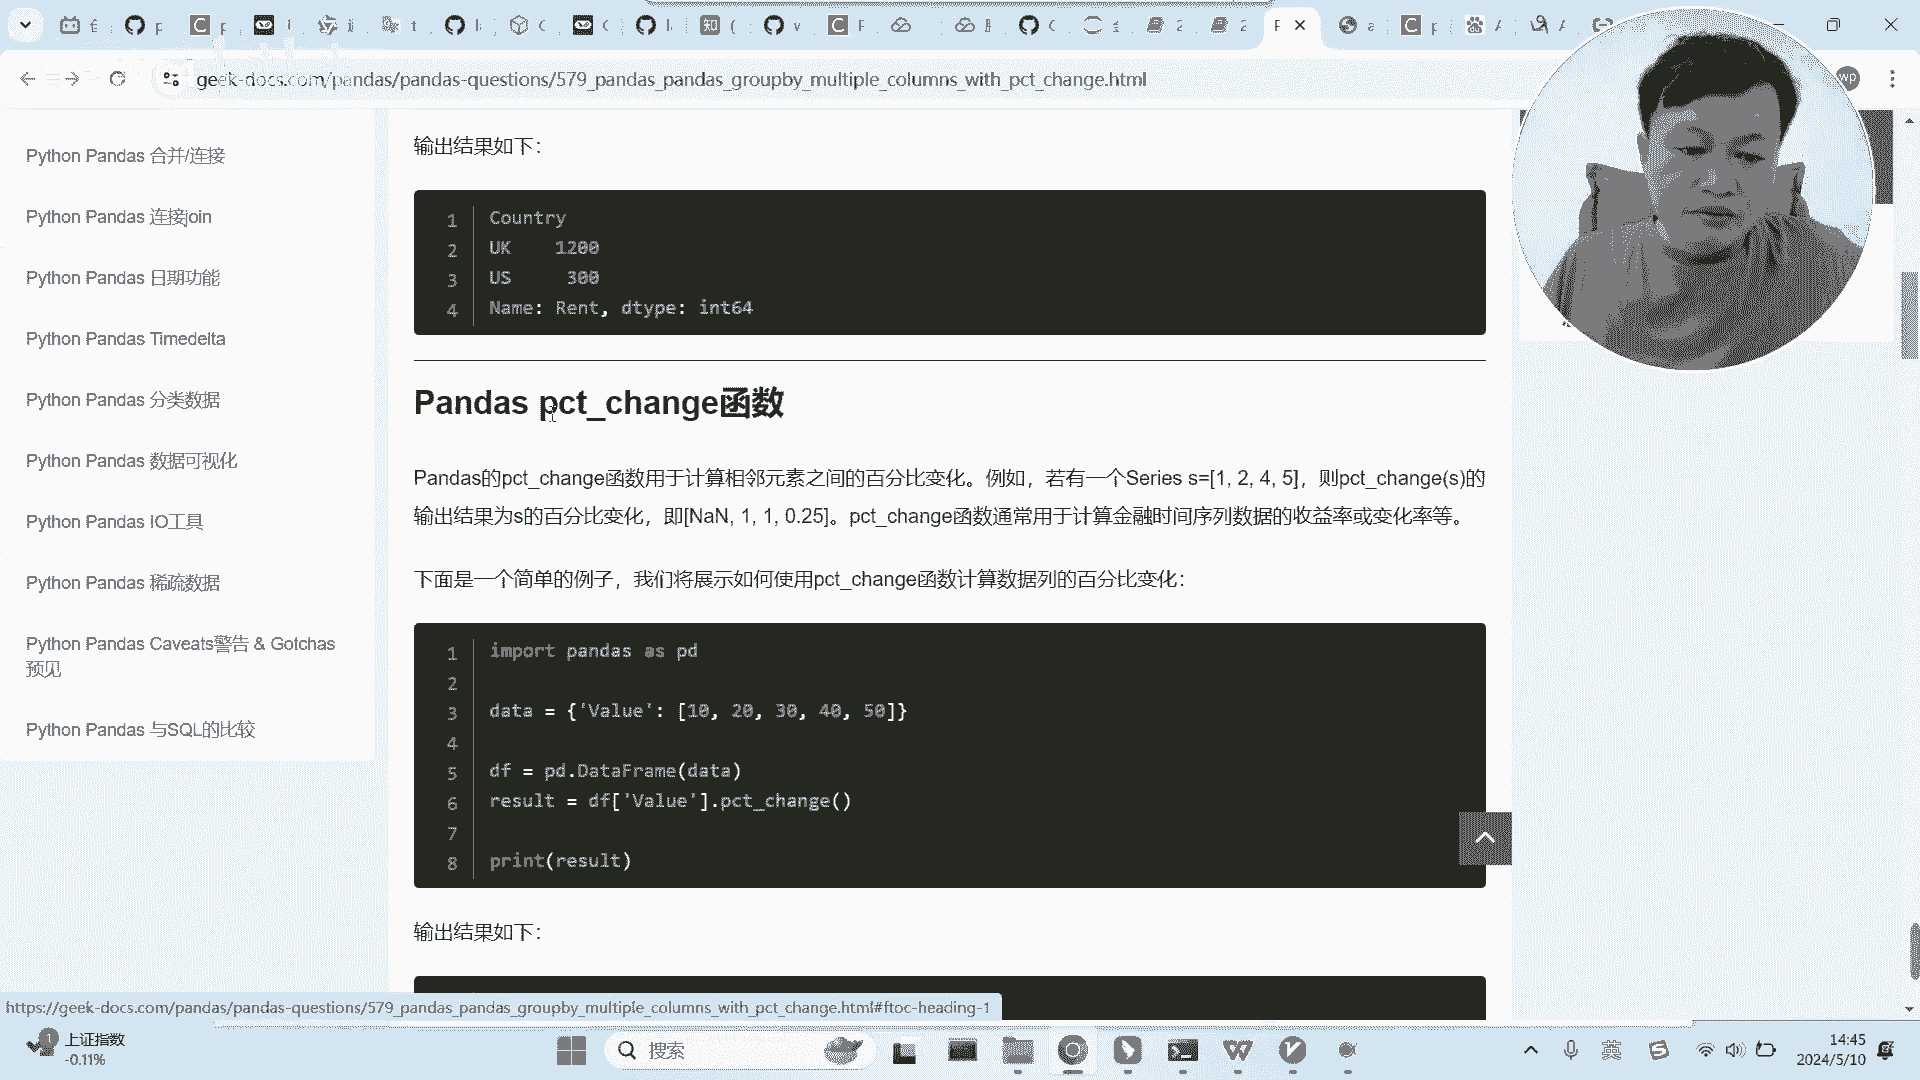 geek-docs.com/pandas/pandas-questions/579_pandas_pandas_groupby_multiple_columns_with_pct_change.html
wp
Python Pandas 合并/连接
Python Pandas 连接join
Python Pandas 日期功能
Python Pandas Timedelta
Python Pandas 分类数据
Python Pandas 数据可视化
Python Pandas IO工具
Python Pandas 稀疏数据
Python Pandas Caveats警告 & Gotchas
预见
Python Pandas 与SQL的比较
输出结果如下：
1 Country
2 UK 1200
3 US 300
4 Name: Rent, dtype: int64
Pandas pct_change函数
Pandas的pct_change函数用于计算相邻元素之间的百分比变化。例如，若有一个Series s=[1, 2, 4, 5]，则pct_change(s)的
输出结果为s的百分比变化，即[NaN, 1, 1, 0.25]。pct_change函数通常用于计算金融时间序列数据的收益率或变化率等。
下面是一个简单的例子，我们将展示如何使用pct_change函数计算数据列的百分比变化：
1 import pandas as pd
2
3 data = {'Value': [10, 20, 30, 40, 50]}
4
5 df = pd.DataFrame(data)
6 result = df['Value'].pct_change()
7
8 print(result)
输出结果如下：
https://geek-docs.com/pandas/pandas-questions/579_pandas_pandas_groupby_multiple_columns_with_pct_change.html#ftoc-heading-1
上证指数
-0.11%
搜索
英
14:45
2024/5/10